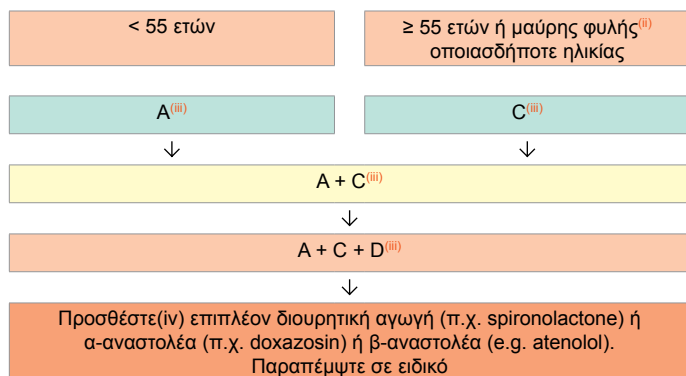 < 55 ετών
≥ 55 ετών ή μαύρης φυλής(ii)
οποιασδήποτε ηλικίας
A(iii)
C(iii)
A + C(iii)
A + C + D(iii)
Προσθέστε(iv) επιπλέον διουρητική αγωγή (π.χ. spironolactone) ή
α-αναστολέα (π.χ. doxazosin) ή β-αναστολέα (e.g. atenolol).
Παραπέμψτε σε ειδικό